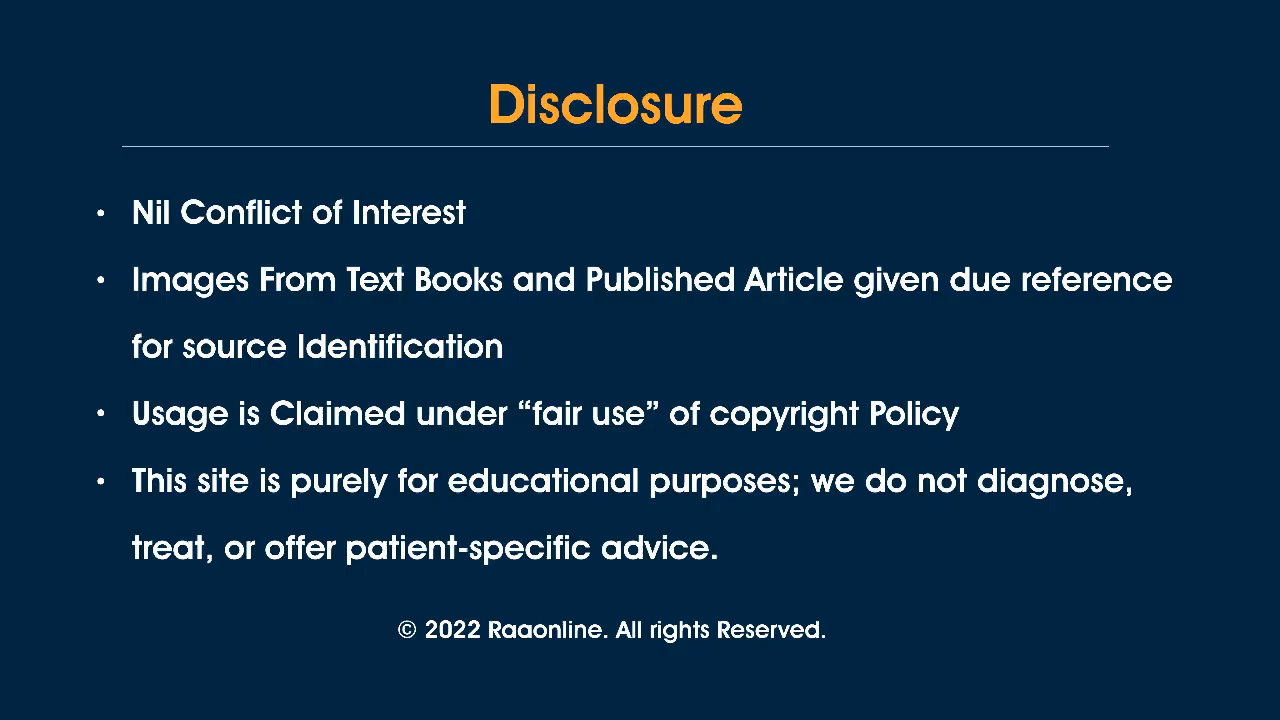 Disclosure
• Nil Conflict of Interest
• Images From Text Books and Published Article given due reference
for source Identification
• Usage is Claimed under “fair use” of copyright Policy
• This site is purely for educational purposes; we do not diagnose,
treat, or offer patient-specific advice.
© 2022 Raaonline. All rights Reserved.